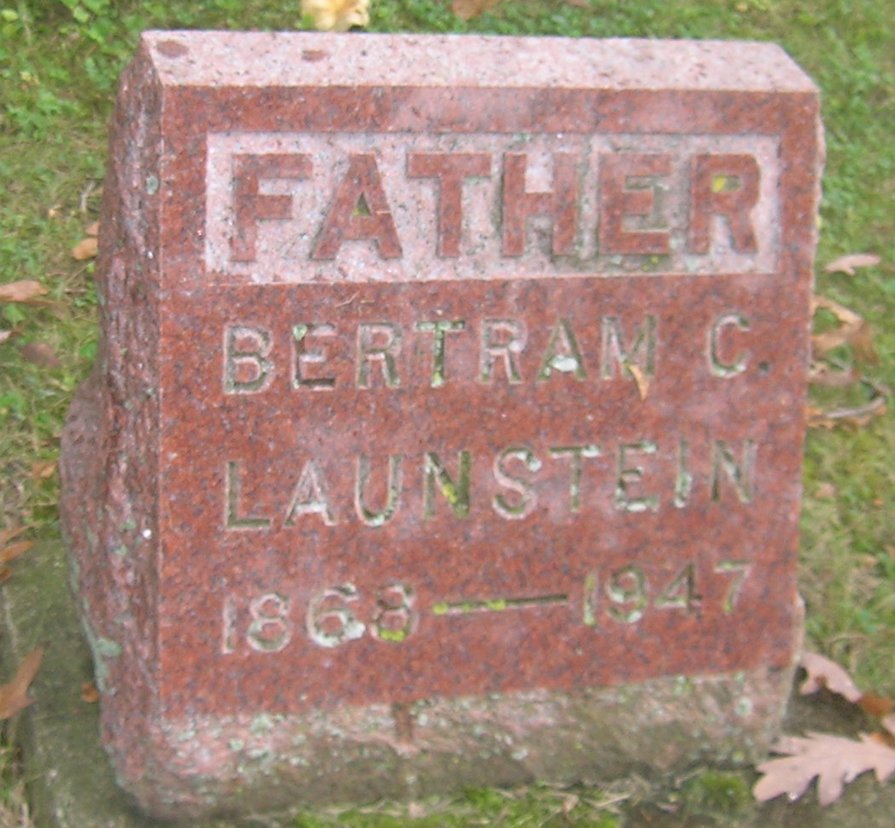 FATHER
BERTRAM C.
LAUNSTEIN
1868—1947